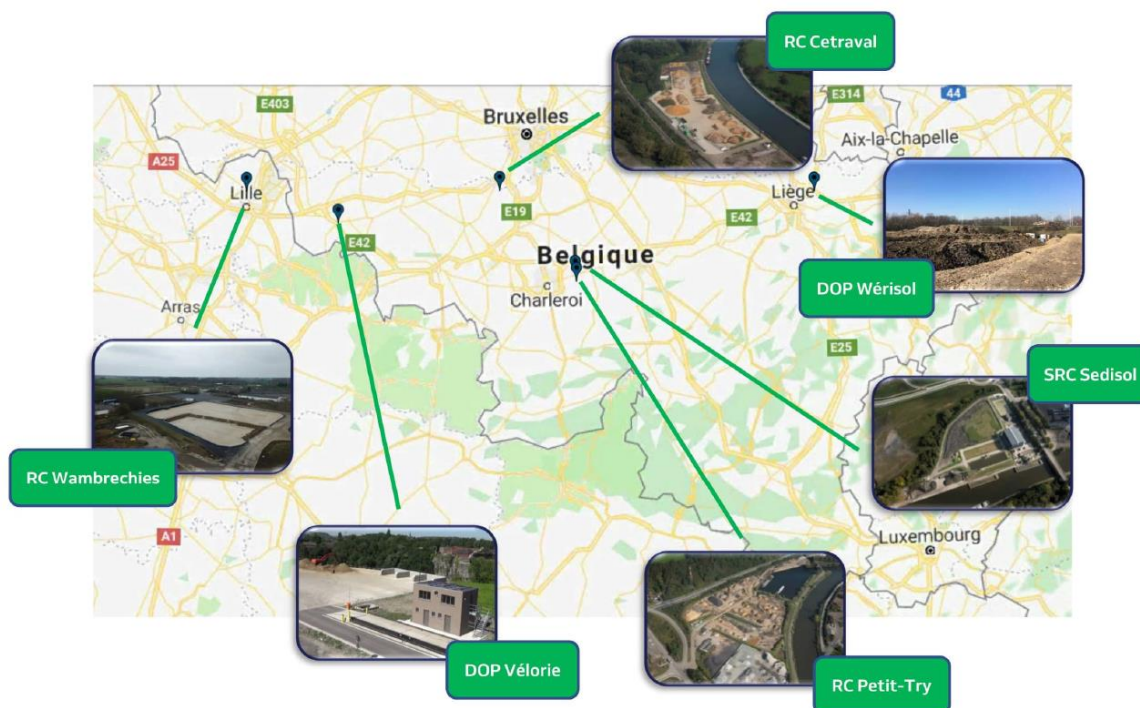 RC Cetraval
E403
E314
44
Bruxelles
Aix-la-Chapelle
A25
Lille
Liège
E19
E42
E42
Belgique
DOP Wérisol
Charleroi
Arras
E25
SRC Sedisol
RC Wambrechies
A1
Luxembourg
DOP Vélorie
RC Petit-Try